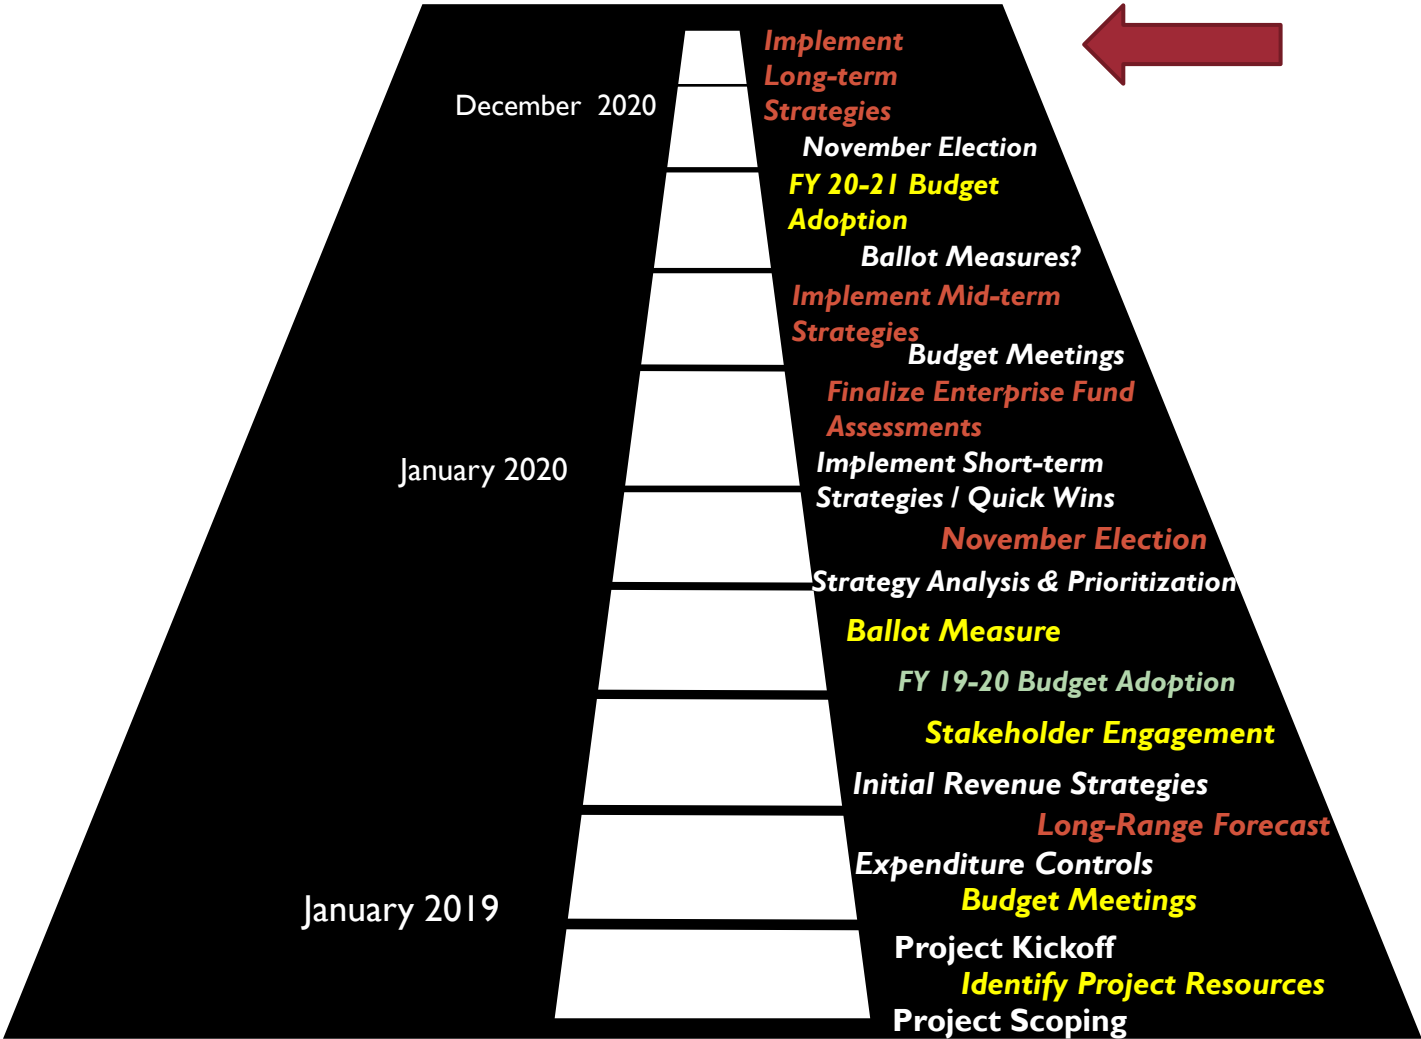 Implement
Long-term
Strategies
December 2020
November Election
FY 20-21 Budget
Adoption
Ballot Measures?
Implement Mid-term
Strategies
Budget Meetings
Finalize Enterprise Fund
Assessments
January 2020
Implement Short-term
Strategies / Quick Wins
November Election
Strategy Analysis & Prioritization
Ballot Measure
FY 19-20 Budget Adoption
Stakeholder Engagement
Initial Revenue Strategies
Long-Range Forecast
Expenditure Controls
Budget Meetings
January 2019
Project Kickoff
Identify Project Resources
Project Scoping